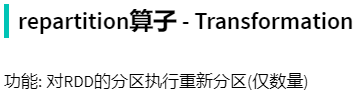 repartition算子 - Transformation
功能: 对RDD的分区执行重新分区(仅数量)